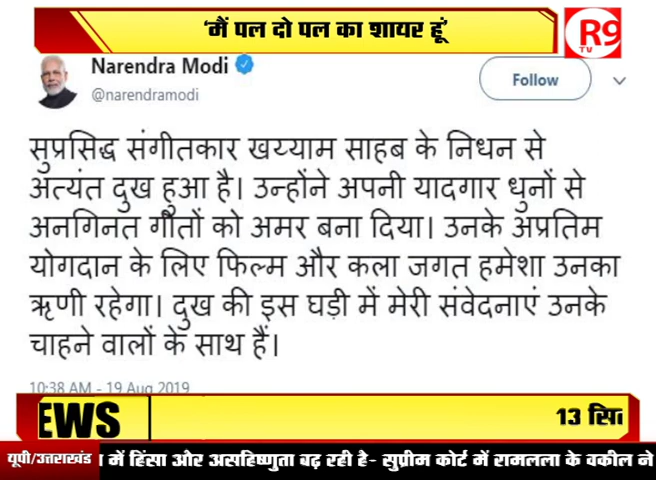 ‘मैं पल दो पल का शायर हूं’
R9
TV
Narendra Modi
@narendramodi
Follow
सुप्रसिद्ध संगीतकार खय्याम साहब के निधन से
अत्यंत दुख हुआ है। उन्होंने अपनी यादगार धुनों से
अनगिनत गीतों को अमर बना दिया। उनके अप्रतिम
योगदान के लिए फिल्म और कला जगत हमेशा उनका
ऋणी रहेगा। दुख की इस घड़ी में मेरी संवेदनाएं उनके
चाहने वालों के साथ हैं।
10:38 AM - 19 Aug 2019
EWS
13
यूपी/उत्तराखंड
में हिंसा और असहिष्णुता बढ़ रही है- सुप्रीम कोर्ट में रामलला के वकील ने